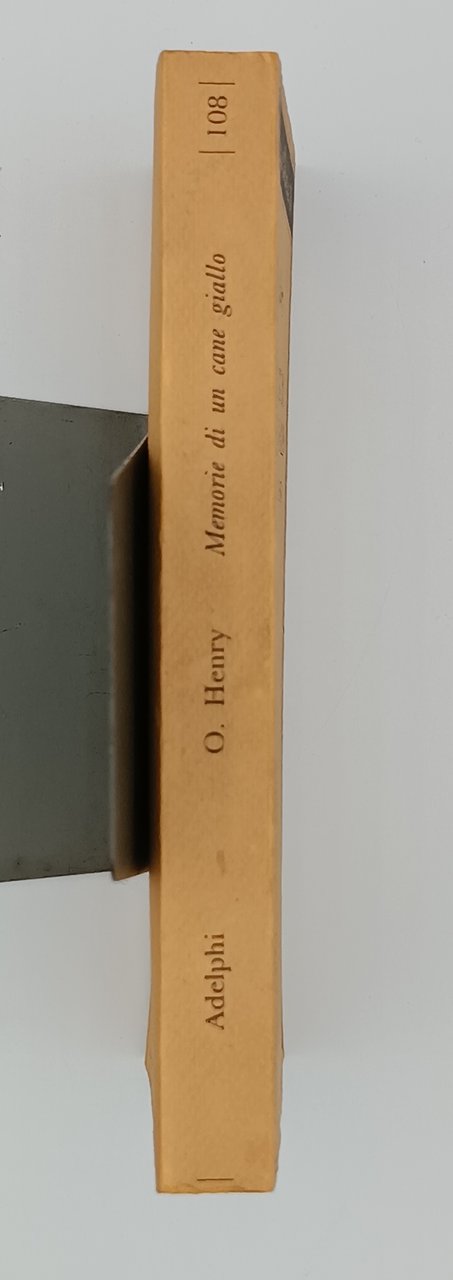 Adelphi
O. Henry
Memorie di un cane giallo
108